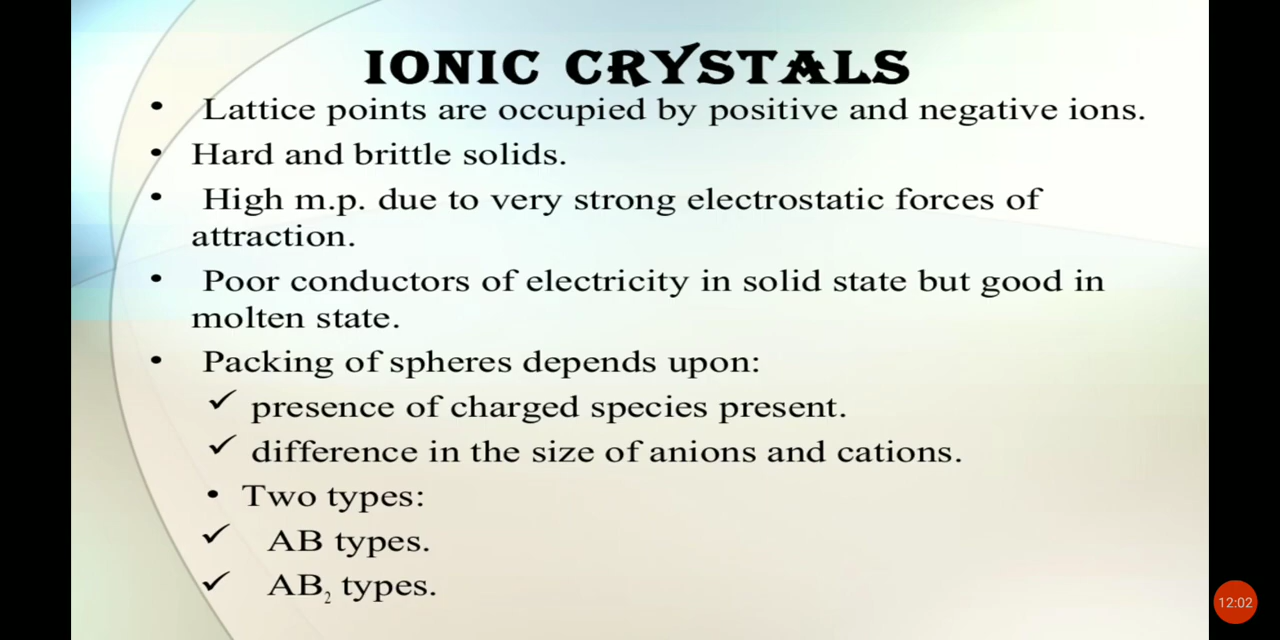 IONIC CRYSTALS
• Lattice points are occupied by positive and negative ions.
• Hard and brittle solids.
• High m.p. due to very strong electrostatic forces of
attraction.
• Poor conductors of electricity in solid state but good in
molten state.
• Packing of spheres depends upon:
✓ presence of charged species present.
✓ difference in the size of anions and cations.
• Two types:
✓ AB types.
✓ AB₂ types.
12:02